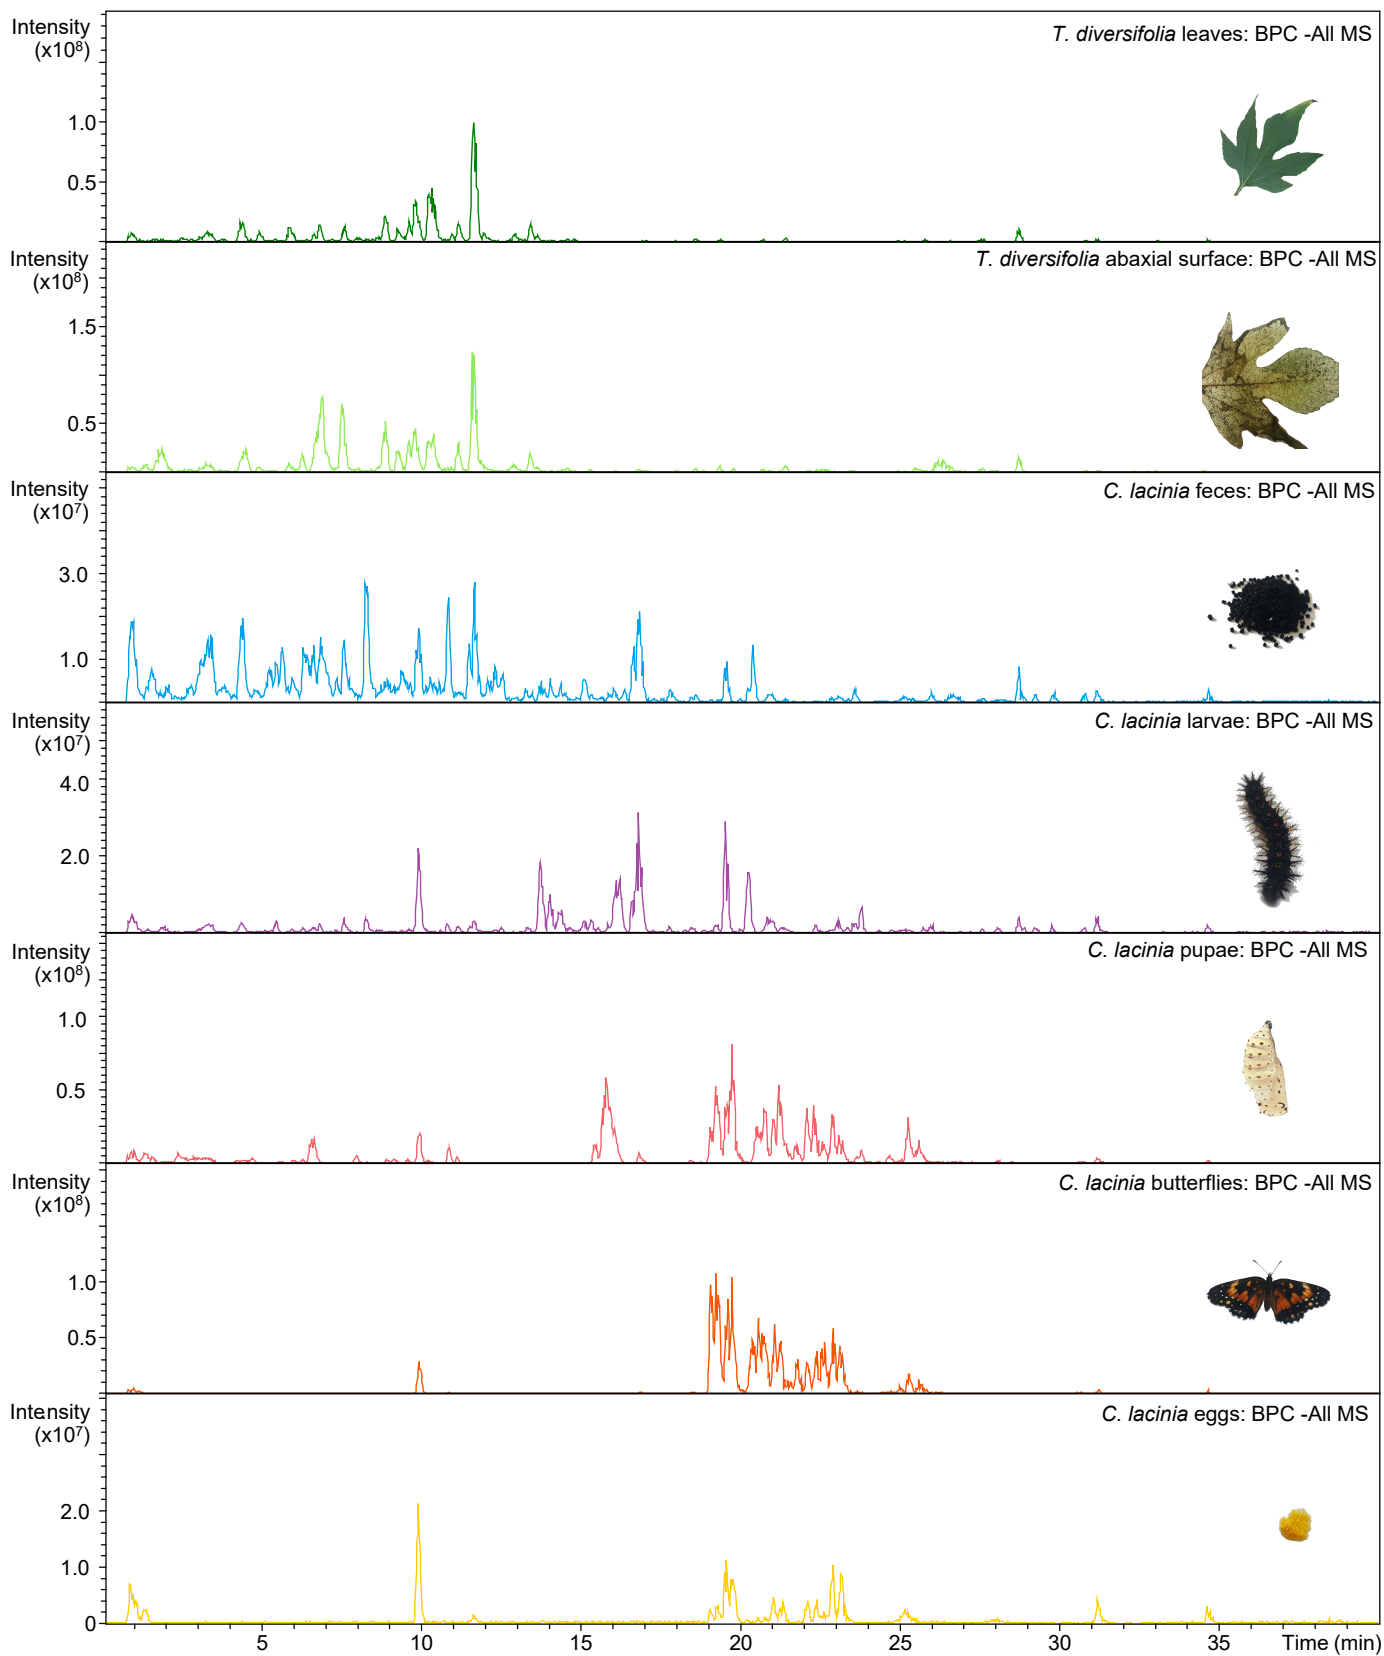 Intensity
(x10⁸)
T. diversifolia leaves: BPC -All MS
1.0
0.5
Intensity
(x10⁸)
T. diversifolia abaxial surface: BPC -All MS
1.5
0.5
Intensity
(x10⁷)
C. lacinia feces: BPC -All MS
3.0
1.0
Intensity
(x10⁷)
C. lacinia larvae: BPC -All MS
4.0
2.0
Intensity
(x10⁸)
C. lacinia pupae: BPC -All MS
1.0
0.5
Intensity
(x10⁸)
C. lacinia butterflies: BPC -All MS
1.0
0.5
Intensity
(x10⁷)
C. lacinia eggs: BPC -All MS
2.0
1.0
0
5 10 15 20 25 30 35 Time (min)